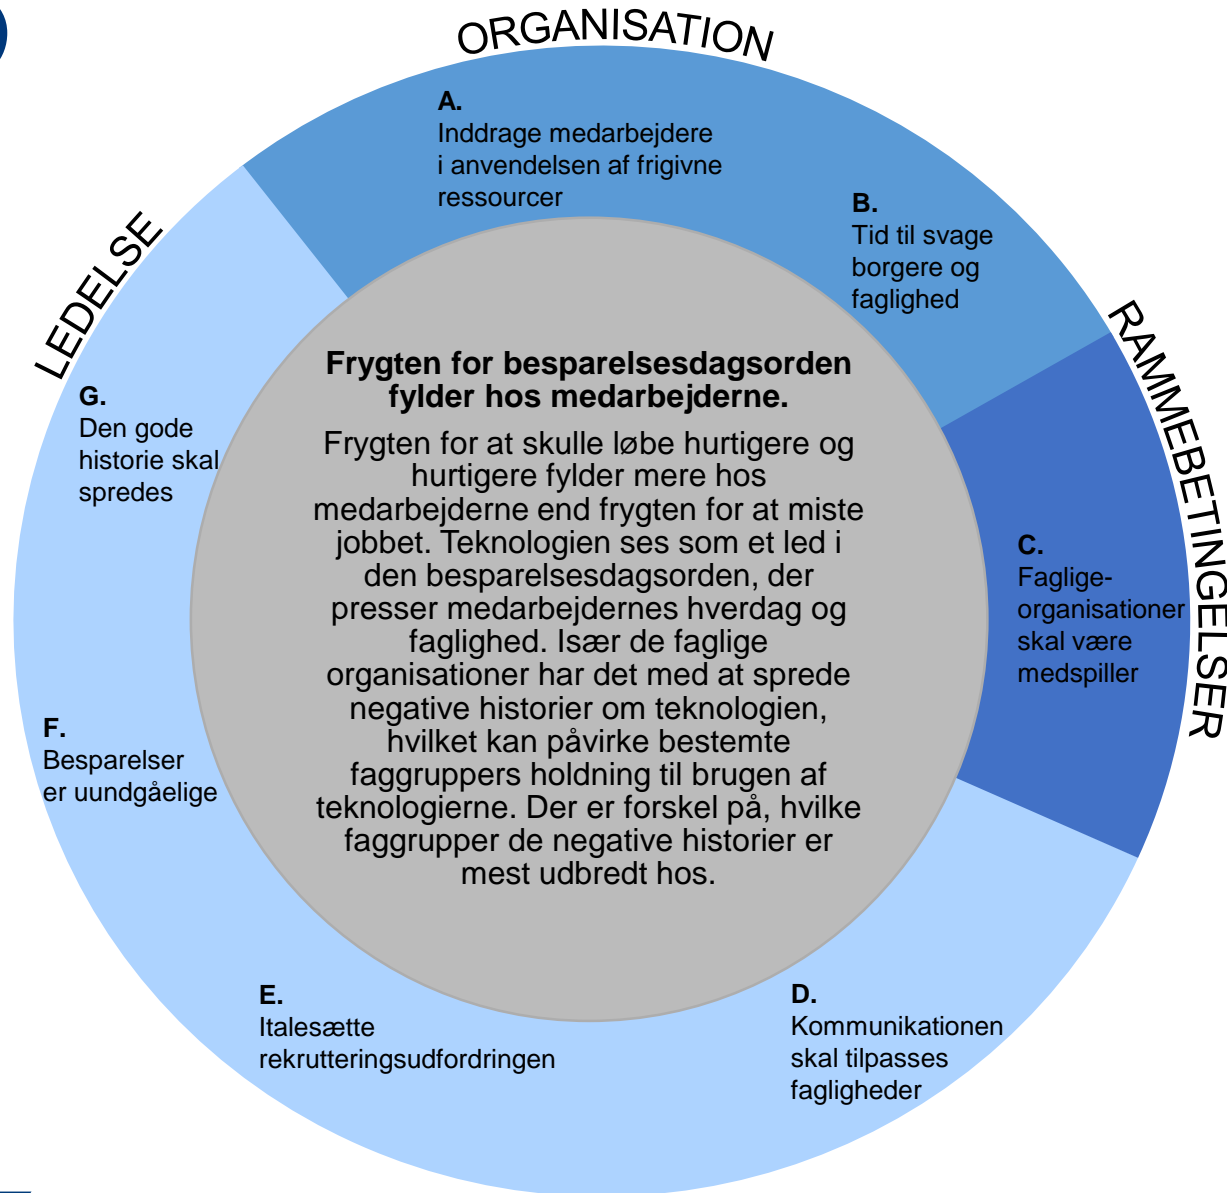 ORGANISATION
A.
Inddrage medarbejdere
i anvendelsen af frigivne
ressourcer
B.
Tid til svage
borgere og
faglighed
RAMMEBETINGELSER
C.
Faglige-
organisationer
skal være
medspiller
D.
Kommunikationen
skal tilpasses
fagligheder
E.
Italesætte
rekrutteringsudfordringen
F.
Besparelser
er uundgåelige
LEDELSE
G.
Den gode
historie skal
spredes
Frygten for besparelsesdagsorden
fylder hos medarbejderne.
Frygten for at skulle løbe hurtigere og
hurtigere fylder mere hos
medarbejderne end frygten for at miste
jobbet. Teknologien ses som et led i
den besparelsesdagsorden, der
presser medarbejdernes hverdag og
faglighed. Især de faglige
organisationer har det med at sprede
negative historier om teknologien,
hvilket kan påvirke bestemte
faggruppers holdning til brugen af
teknologierne. Der er forskel på, hvilke
faggrupper de negative historier er
mest udbredt hos.